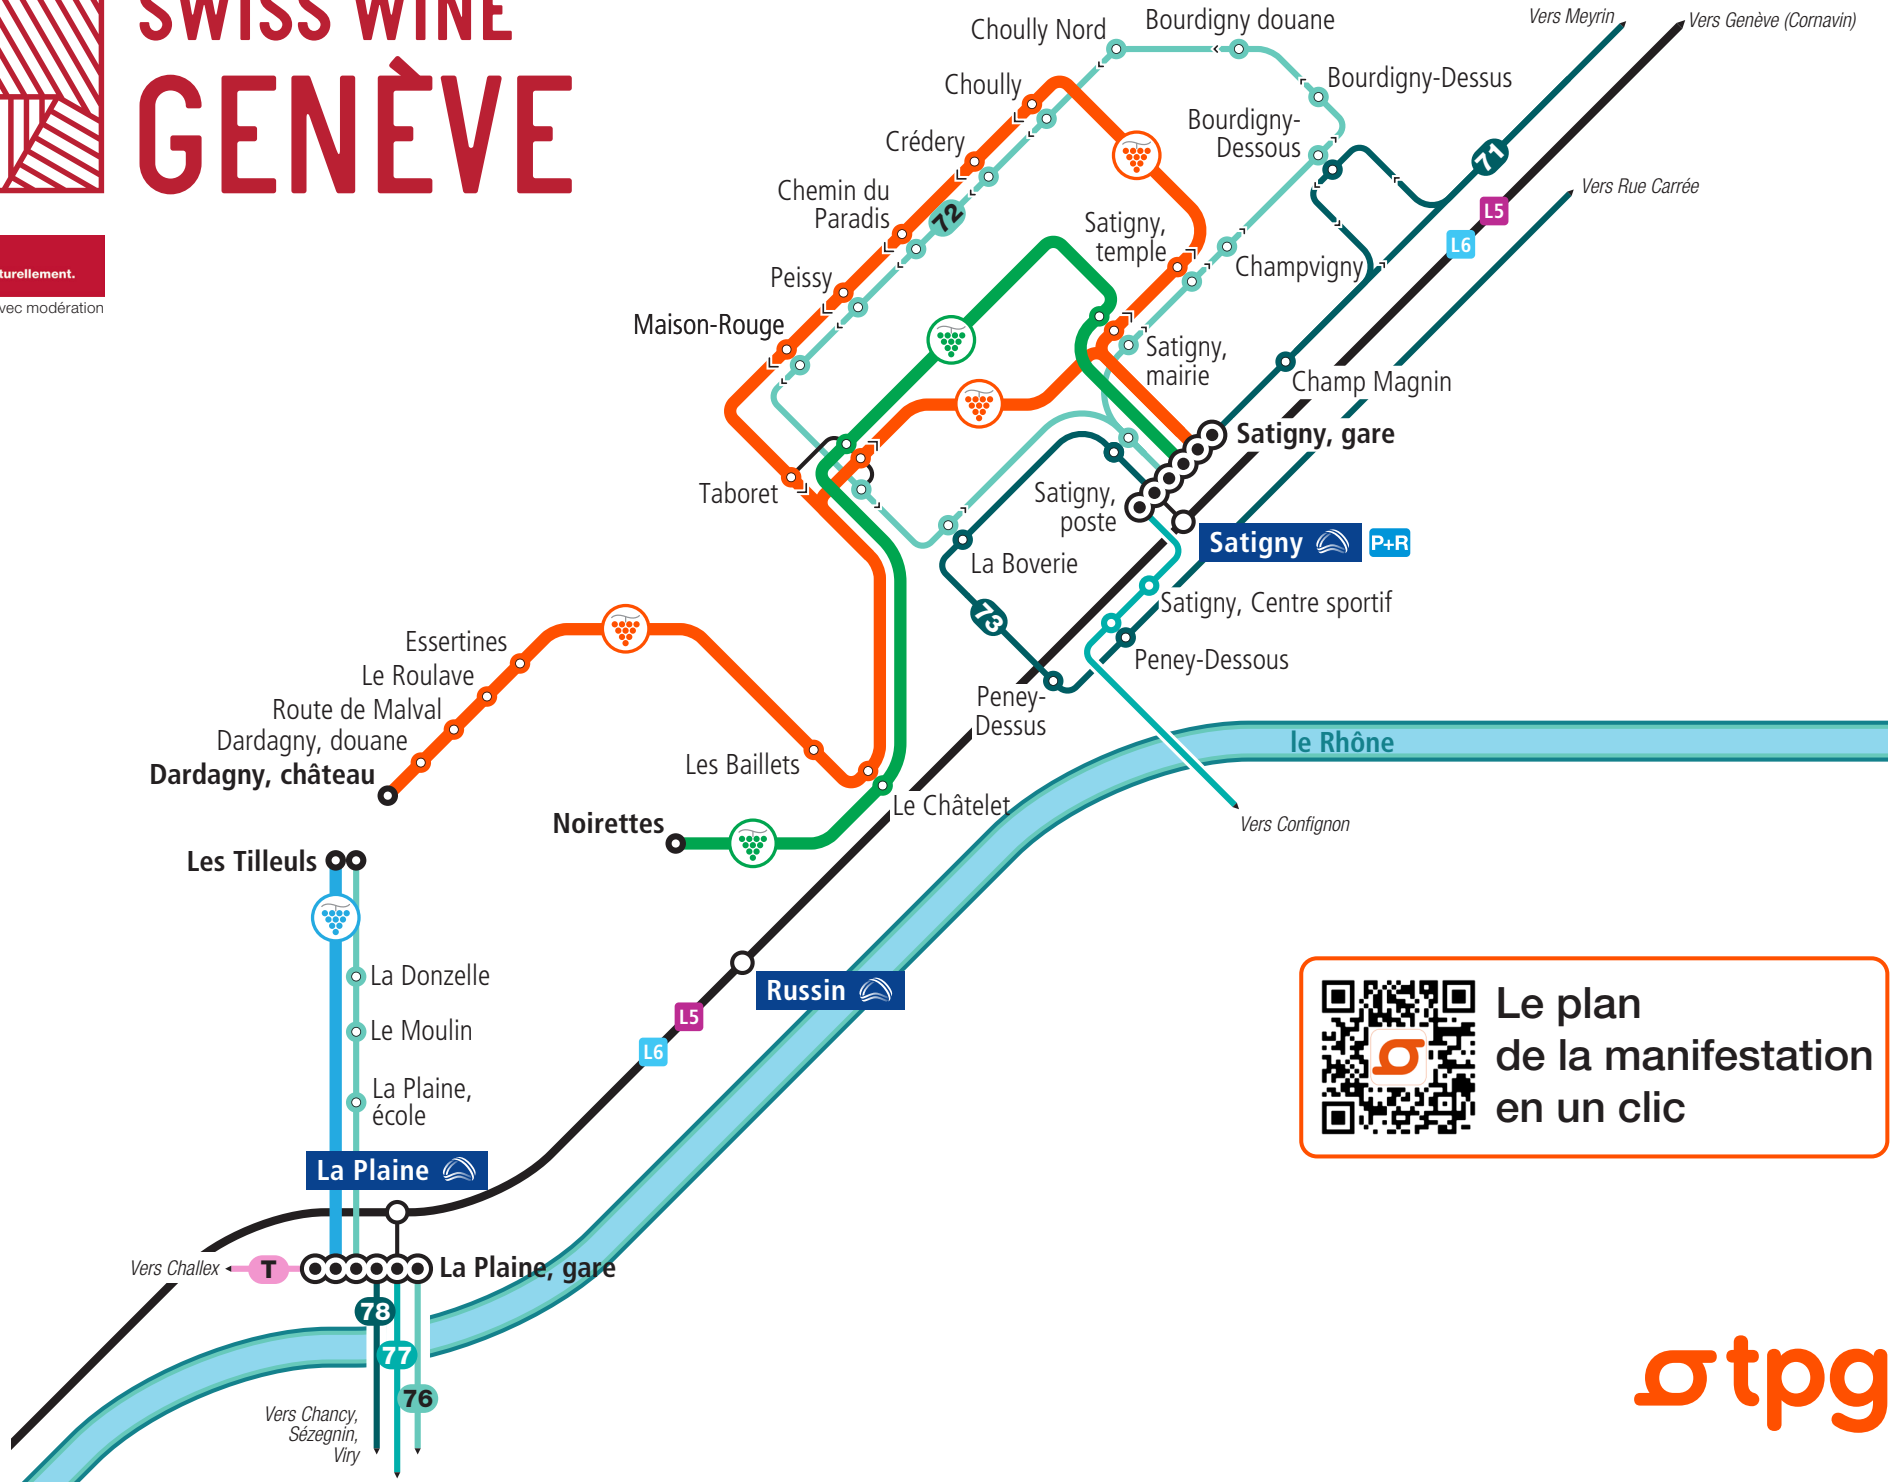 SWISS WINE
GENÈVE
turellement.
vec modération
Choully Nord
Bourdigny douane
Vers Meyrin
Vers Genève (Cornavin)
Choully
Bourdigny-Dessus
Bourdigny-
Dessous
Crédery
71
Chemin du
Paradis
72
Vers Rue Carrée
L5
L6
Satigny,
temple
Champvigny
Peissy
Maison-Rouge
Satigny,
mairie
Champ Magnin
Satigny, gare
Taboret
Satigny,
poste
Satigny
P+R
La Boverie
Satigny, Centre sportif
73
Peney-Dessous
Peney-
Dessus
Essertines
Le Roulave
Route de Malval
Dardagny, douane
Dardagny, château
Les Baillets
le Rhône
Le Châtelet
Noirettes
Vers Confignon
Les Tilleuls
La Donzelle
Le Moulin
La Plaine,
école
Russin
L5
L6
La Plaine
Vers Challex
T
La Plaine, gare
78
77
76
Vers Chancy,
Sézegnin,
Viry
Le plan
de la manifestation
en un clic
tpg